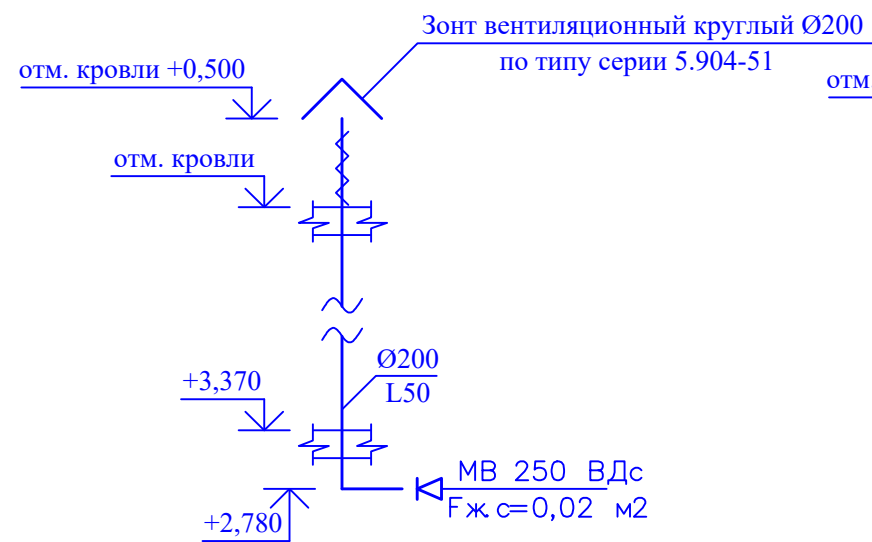 Зонт вентиляционный круглый Ø200
по типу серии 5.904-51
отм. кровли +0,500
отм.
отм. кровли
Ø200
L50
+3,370
МВ 250 ВДс
Fж.с=0,02 м2
+2,780